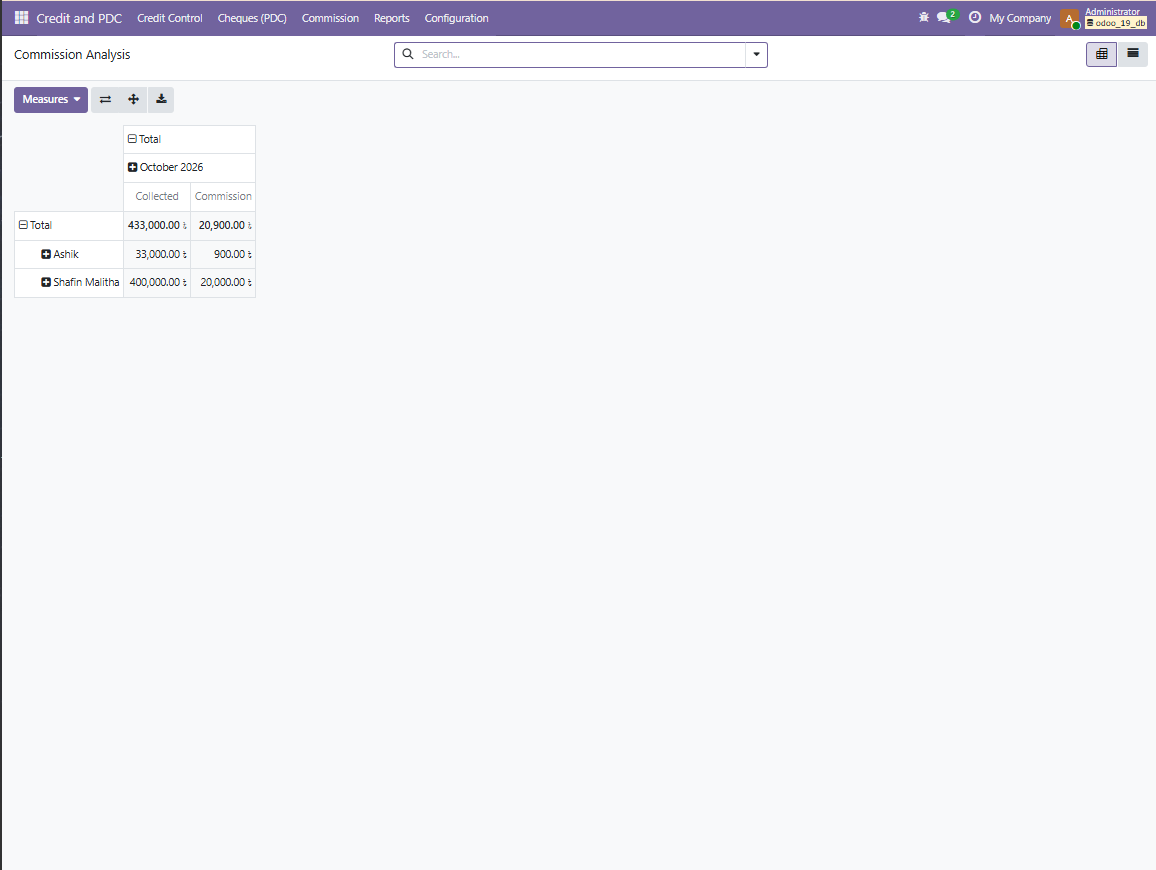 Credit and PDC Credit Control Cheques (PDC) Commission Reports Configuration 2 My Company A Administrator odoo_19_db
Commission Analysis Search...
Measures
Total
October 2026
Collected Commission
Total 433,000.00 ৳ 20,900.00 ৳
Ashik 33,000.00 ৳ 900.00 ৳
Shafin Malitha 400,000.00 ৳ 20,000.00 ৳